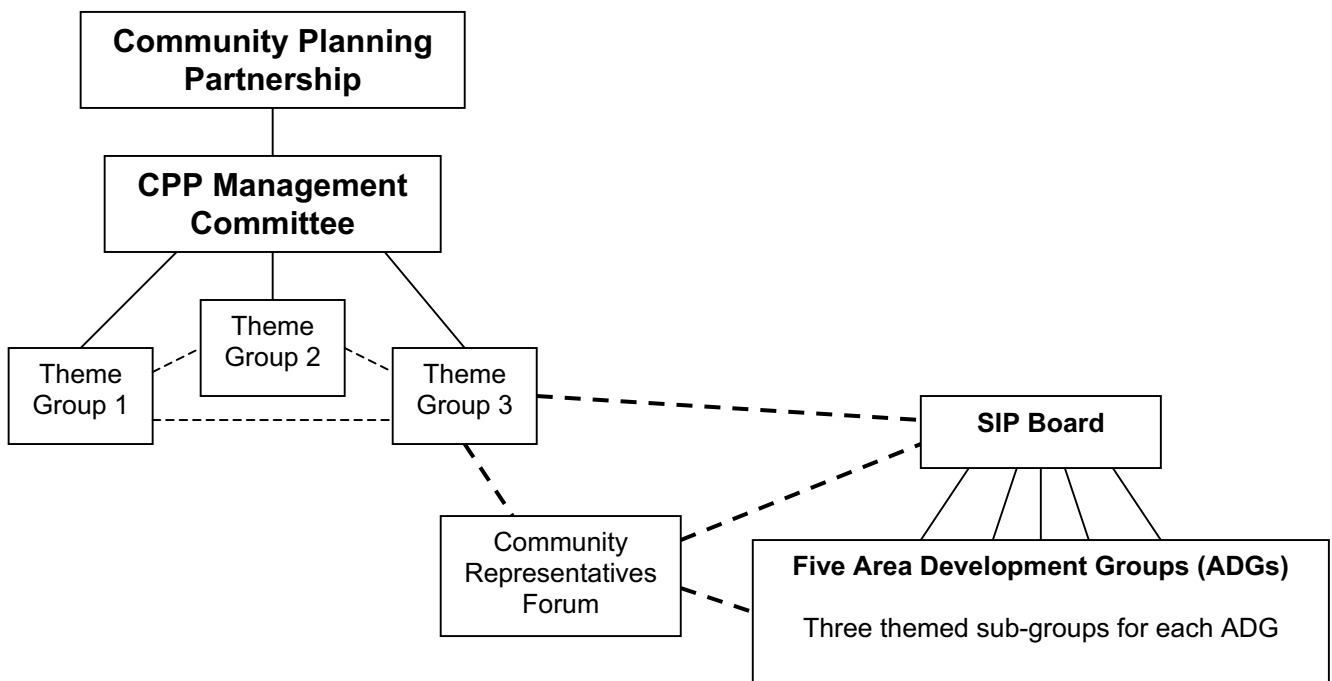 Community Planning
Partnership
CPP Management
Committee
Theme
Group 2
Theme
Group 1
Theme
Group 3
SIP Board
Community
Representatives
Forum
Five Area Development Groups (ADGs)
Three themed sub-groups for each ADG